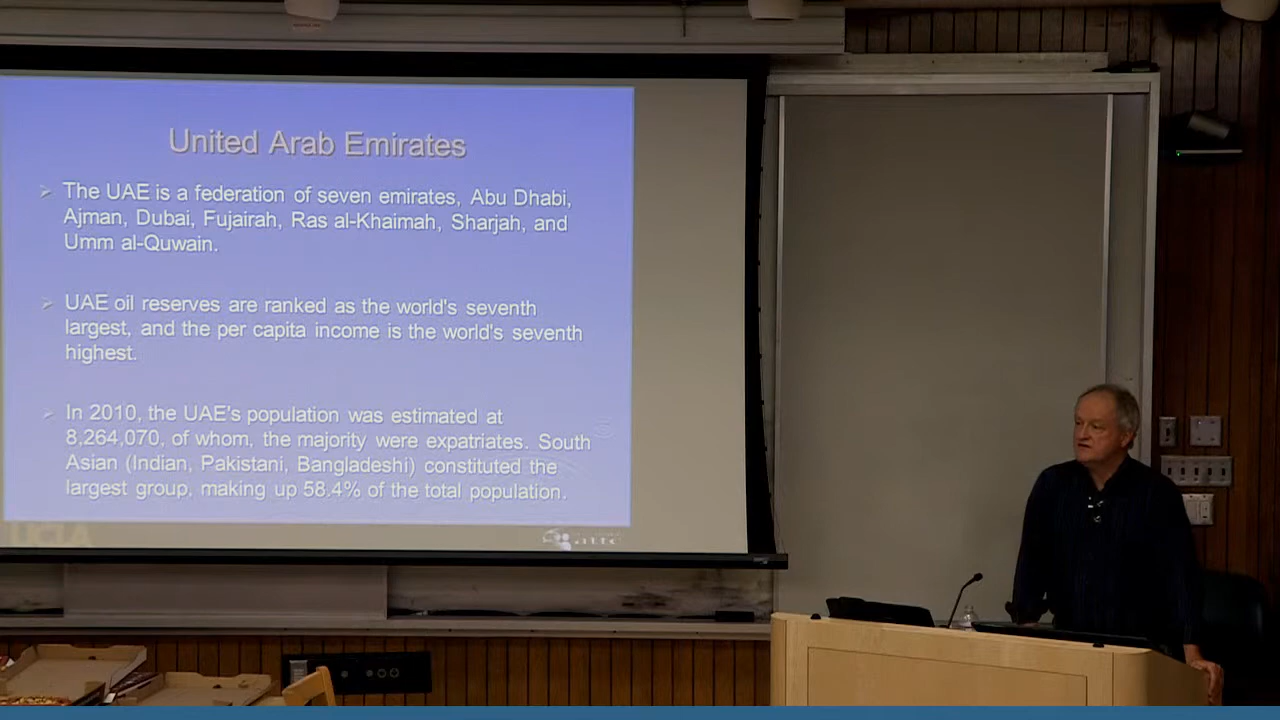 United Arab Emirates
The UAE is a federation of seven emirates, Abu Dhabi,
Ajman, Dubai, Fujairah, Ras al-Khaimah, Sharjah, and
Umm al-Quwain.
UAE oil reserves are ranked as the world's seventh
largest, and the per capita income is the world's seventh
highest.
In 2010, the UAE's population was estimated at
8,264,070, of whom, the majority were expatriates. South
Asian (Indian, Pakistani, Bangladeshi) constituted the
largest group, making up 58.4% of the total population.
UCLA
attc